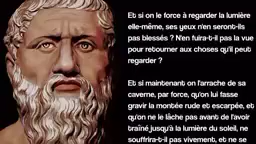 Et si on le force à regarder la lumière
elle-même, ses yeux n'en seront-ils
pas blessés ? N'en fuira-t-il pas la vue
pour retourner aux choses qu'il peut
regarder ?
Et si maintenant on l'arrache de sa
caverne, par force, qu'on lui fasse
gravir la montée rude et escarpée, et
qu'on ne le lâche pas avant de l'avoir
traîné jusqu'à la lumière du soleil, ne
souffrira-t-il pas vivement, et ne se